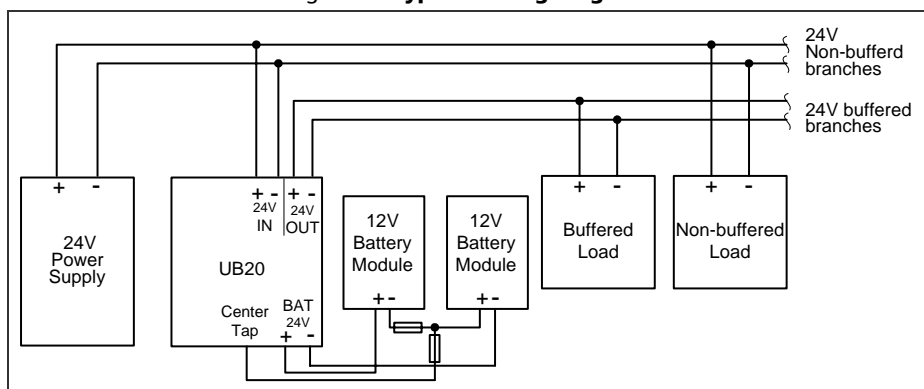 24V
Non-bufferd
branches
24V buffered
branches
+ -
24V
Power
Supply
+ - + -
24V 24V
IN OUT
UB20
Center
Tap
BAT
24V
+ -
12V
Battery
Module
+ -
12V
Battery
Module
+ -
+ -
Buffered
Load
+ -
Non-buffered
Load